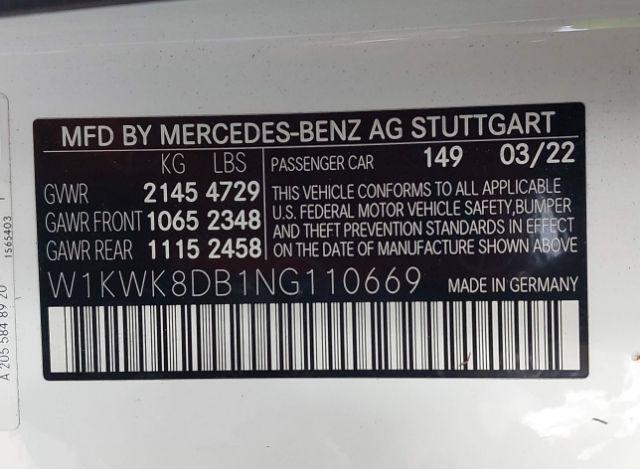 MFD BY MERCEDES-BENZ AG STUTTGART
KG LBS
GVWR 2145 4729
GAWR FRONT 1065 2348
GAWR REAR 1115 2458
PASSENGER CAR 149 03/22
THIS VEHICLE CONFORMS TO ALL APPLICABLE
U.S. FEDERAL MOTOR VEHICLE SAFETY,BUMPER
AND THEFT PREVENTION STANDARDS IN EFFECT
ON THE DATE OF MANUFACTURE SHOWN ABOVE
W1KWK8DB1NG110669 MADE IN GERMANY
A 205 584 89 20
1565403